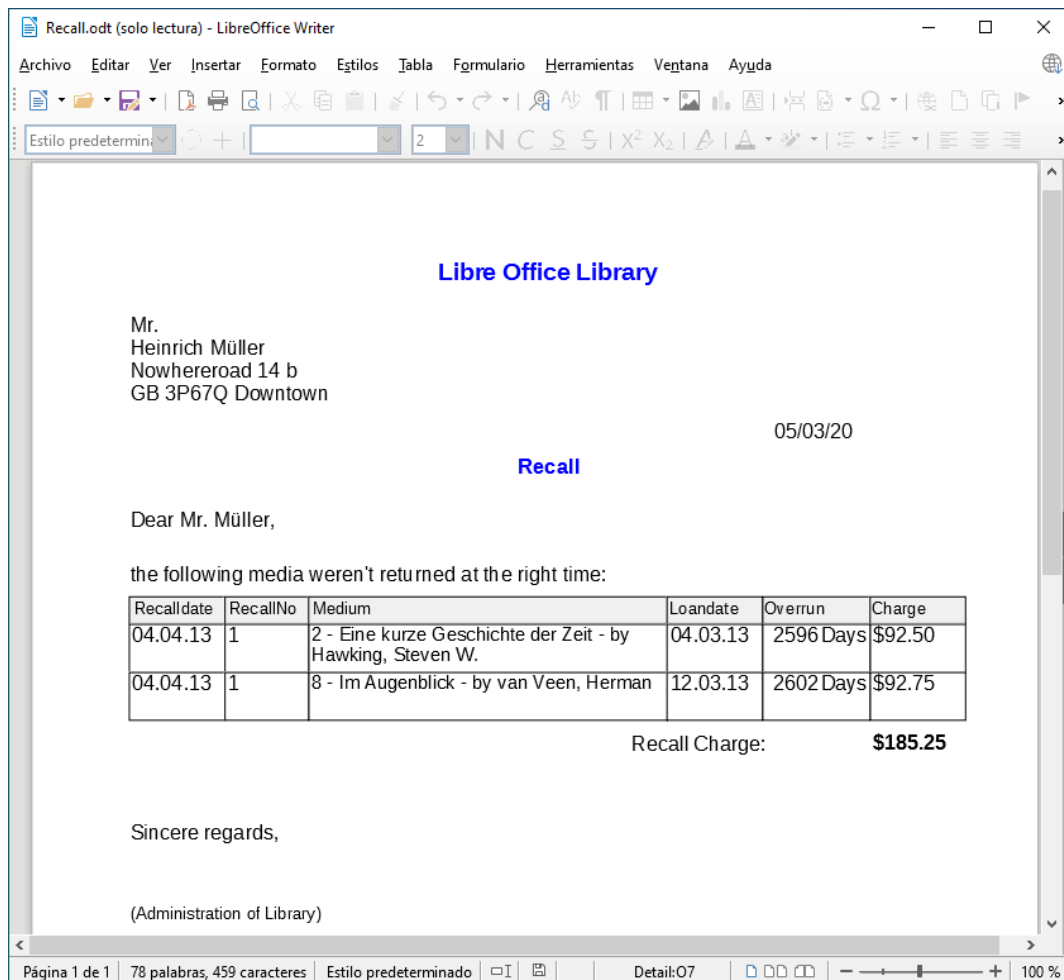 Recall.odt (solo lectura) - LibreOffice Writer
Archivo Editar Ver Insertar Formato Estilos Tabla Formulario Herramientas Ventana Ayuda
Estilo predetermin 2 N C S S X² X₂ A A
Libre Office Library
Mr.
Heinrich Müller
Nowhereroad 14 b
GB 3P67Q Downtown
05/03/20
Recall
Dear Mr. Müller,
the following media weren't returned at the right time:
Recalldate RecallNo Medium Loandate Overrun Charge
04.04.13 1 2 - Eine kurze Geschichte der Zeit - by 04.03.13 2596 Days $92.50
Hawking, Steven W.
04.04.13 1 8 - Im Augenblick - by van Veen, Herman 12.03.13 2602 Days $92.75
Recall Charge: $185.25
Sincere regards,
(Administration of Library)
Página 1 de 1 78 palabras, 459 caracteres Estilo predeterminado Detail:O7 100 %